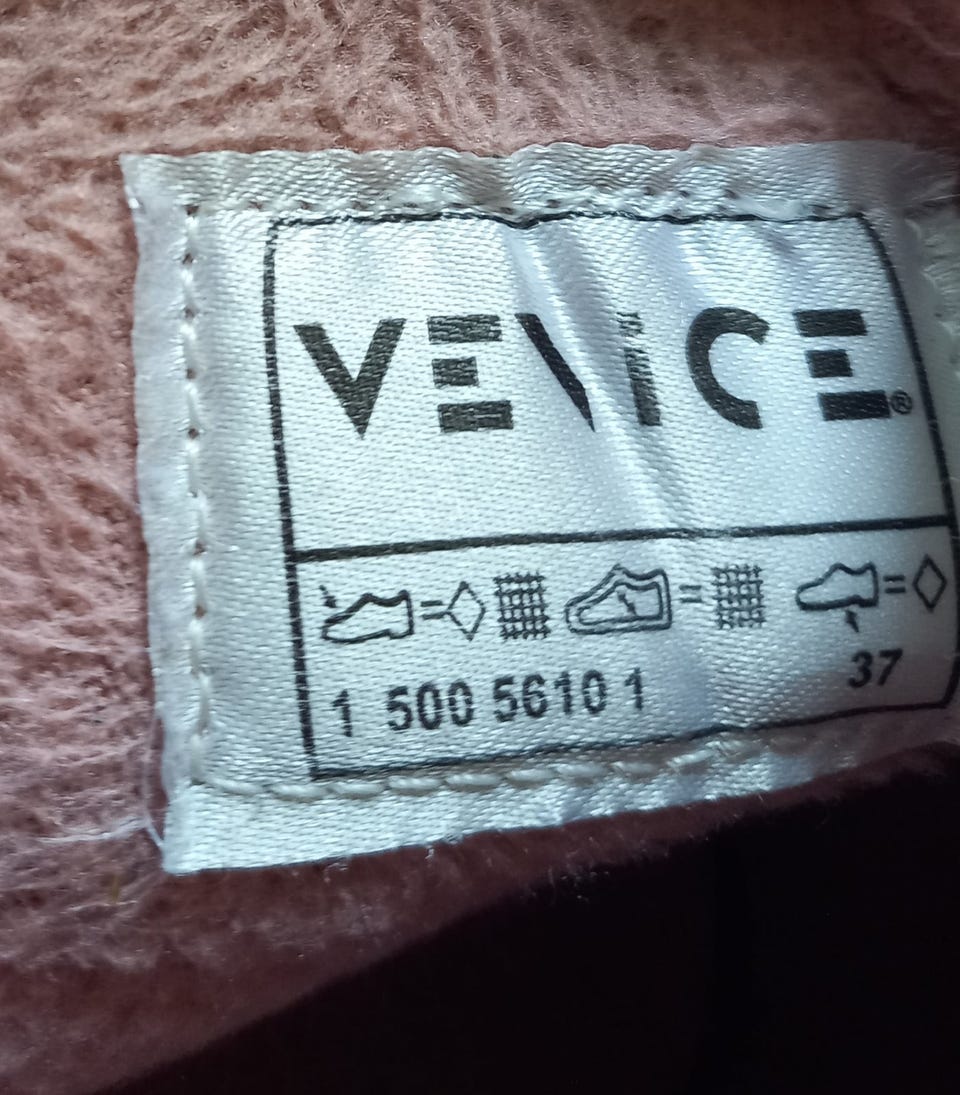 VENICE®
= =  =
1 500 5610 1 37